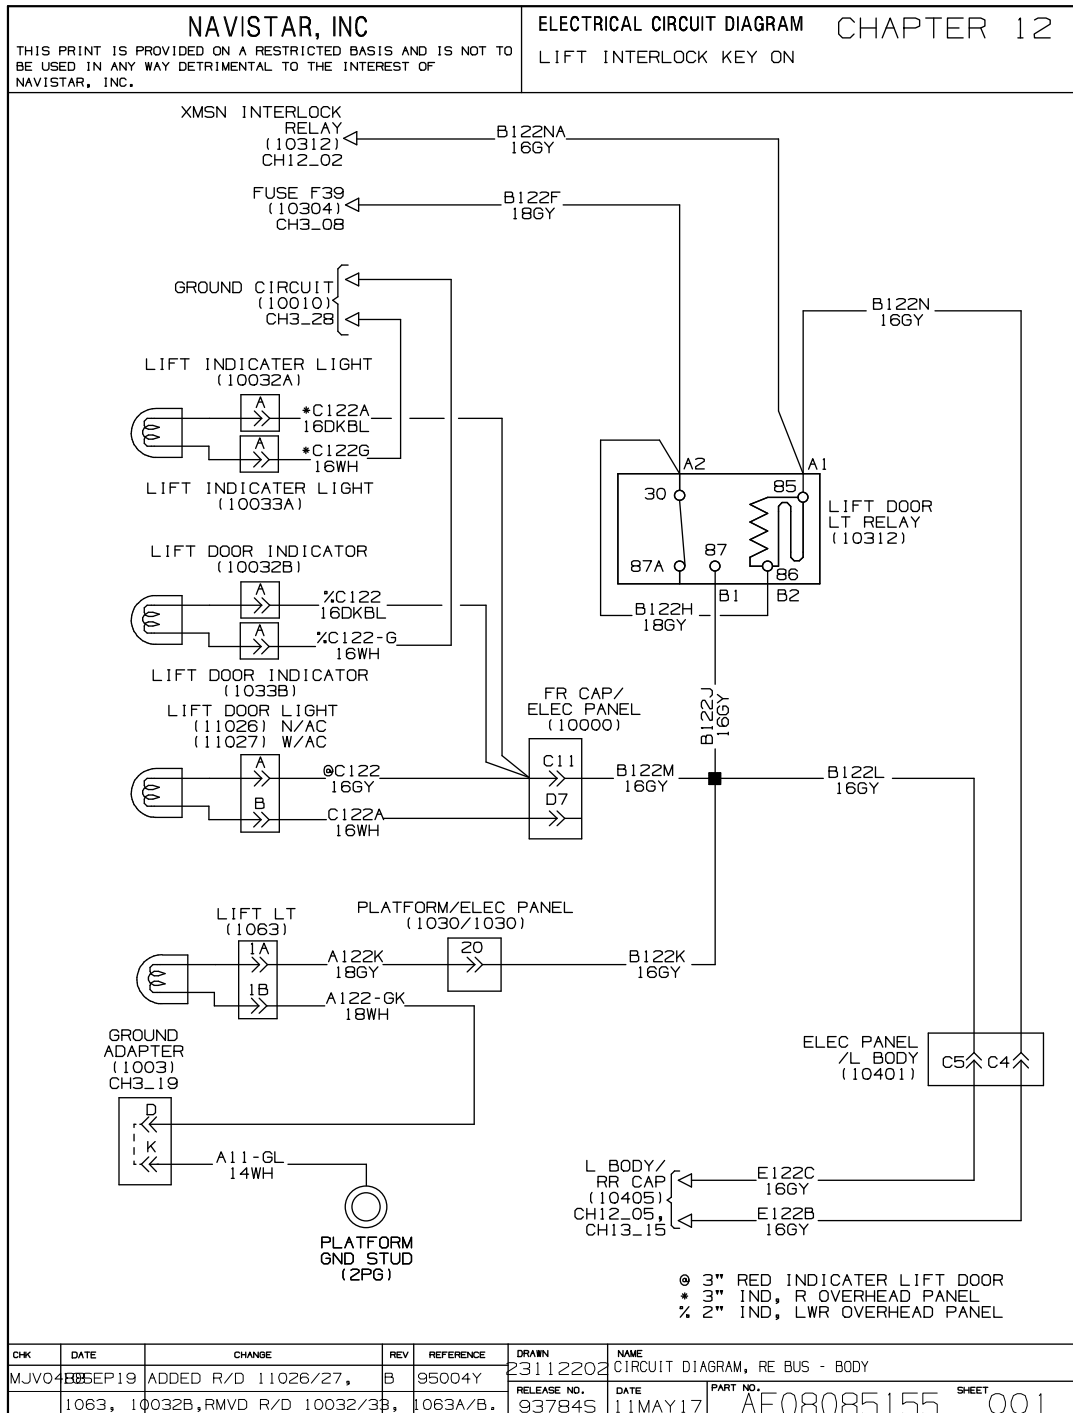 NAVISTAR, INC
THIS PRINT IS PROVIDED ON A RESTRICTED BASIS AND IS NOT TO
BE USED IN ANY WAY DETRIMENTAL TO THE INTEREST OF
NAVISTAR, INC.
ELECTRICAL CIRCUIT DIAGRAM
CHAPTER 12
LIFT INTERLOCK KEY ON
XMSN INTERLOCK
RELAY
(10312)
CH12_02
B122NA
16GY
FUSE F39
(10304)
CH3_08
B122F
18GY
GROUND CIRCUIT
(10010)
CH3_28
B122N
16GY
LIFT INDICATER LIGHT
(10032A)
A
*C122A
16DKBL
A
*C122G
16WH
LIFT INDICATER LIGHT
(10033A)
A2
A1
30
85
87A
87
86
B1
B2
LIFT DOOR
LT RELAY
(10312)
B122H
18GY
LIFT DOOR INDICATOR
(10032B)
A
%C122
16DKBL
A
%C122-G
16WH
LIFT DOOR INDICATOR
(1033B)
LIFT DOOR LIGHT
(11026) N/AC
(11027) W/AC
A
@C122
16GY
B
C122A
16WH
FR CAP/
ELEC PANEL
(10000)
C11
D7
B122J
16GY
B122M
16GY
B122L
16GY
LIFT LT
(1063)
1A
A122K
18GY
1B
A122-GK
18WH
PLATFORM/ELEC PANEL
(1030/1030)
20
B122K
16GY
GROUND
ADAPTER
(1003)
CH3_19
D
K
A11-GL
14WH
PLATFORM
GND STUD
(2PG)
ELEC PANEL
/L BODY
(10401)
C5
C4
L BODY/
RR CAP
(10405)
CH12_05,
CH13_15
E122C
16GY
E122B
16GY
@ 3" RED INDICATER LIFT DOOR
* 3" IND, R OVERHEAD PANEL
% 2" IND, LWR OVERHEAD PANEL
CHK DATE CHANGE REV REFERENCE
05SEP19 ADDED R/D 11026/27, B 95004Y
1063, 10032B,RMVD R/D 10032/33, 1063A/B.
DRAWN
23112202
NAME
CIRCUIT DIAGRAM, RE BUS - BODY
RELEASE NO.
93784S
DATE
11MAY17
PART NO.
AE08085155
SHEET
001